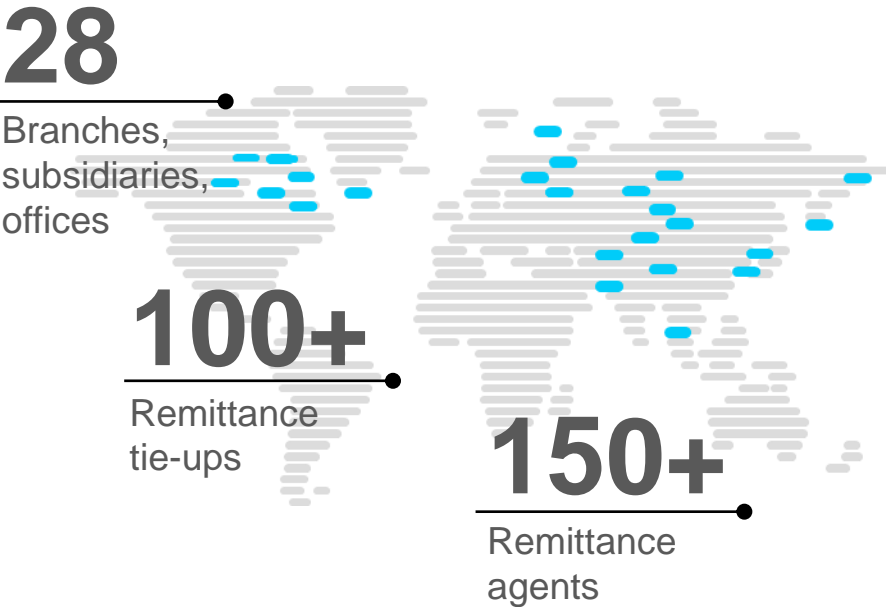 28
Branches,
subsidiaries,
offices
100+
Remittance
tie-ups
150+
Remittance
agents